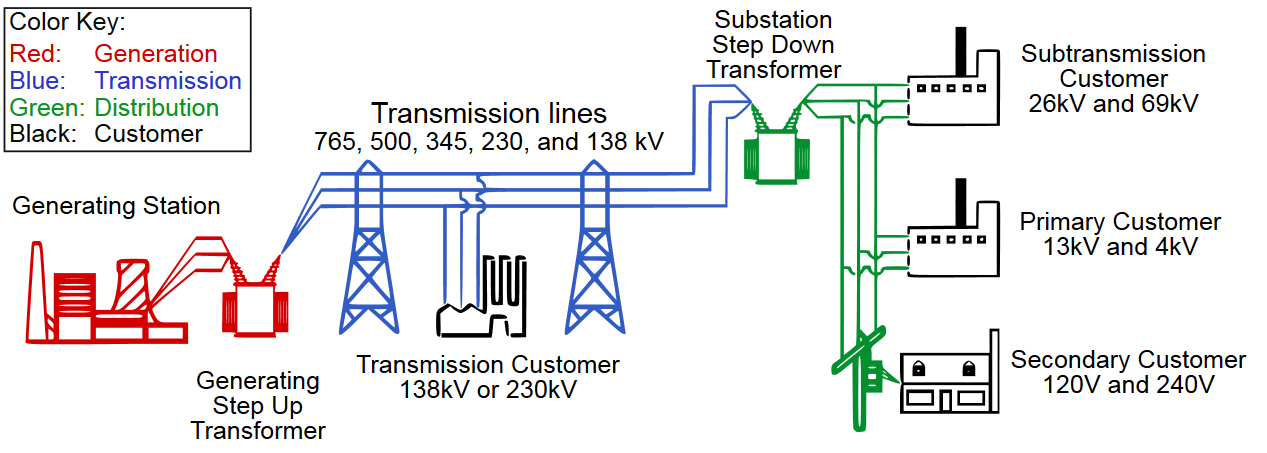 Color Key:
Red: Generation
Blue: Transmission
Green: Distribution
Black: Customer
Generating Station
Generating
Step Up
Transformer
Transmission lines
765, 500, 345, 230, and 138 kV
Transmission Customer
138kV or 230kV
Substation
Step Down
Transformer
Subtransmission
Customer
26kV and 69kV
Primary Customer
13kV and 4kV
Secondary Customer
120V and 240V